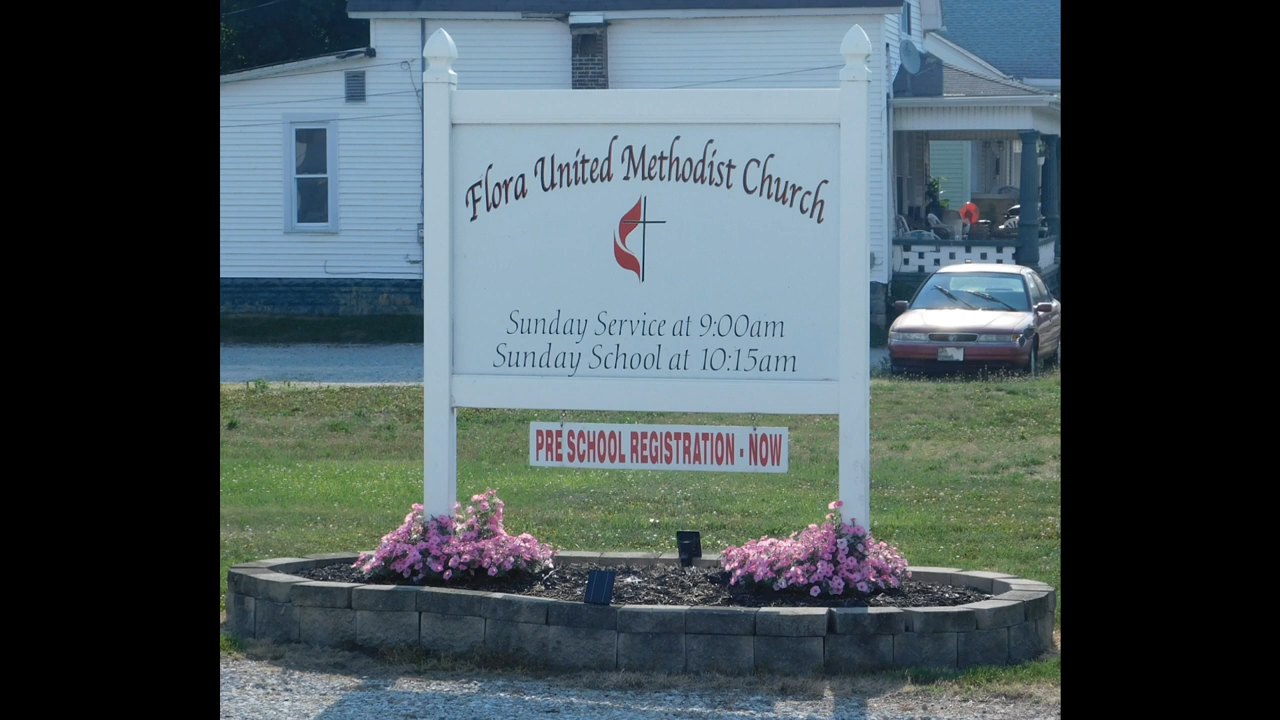 Flora United Methodist Church
Sunday Service at 9:00am
Sunday School at 10:15am
PRE SCHOOL REGISTRATION - NOW